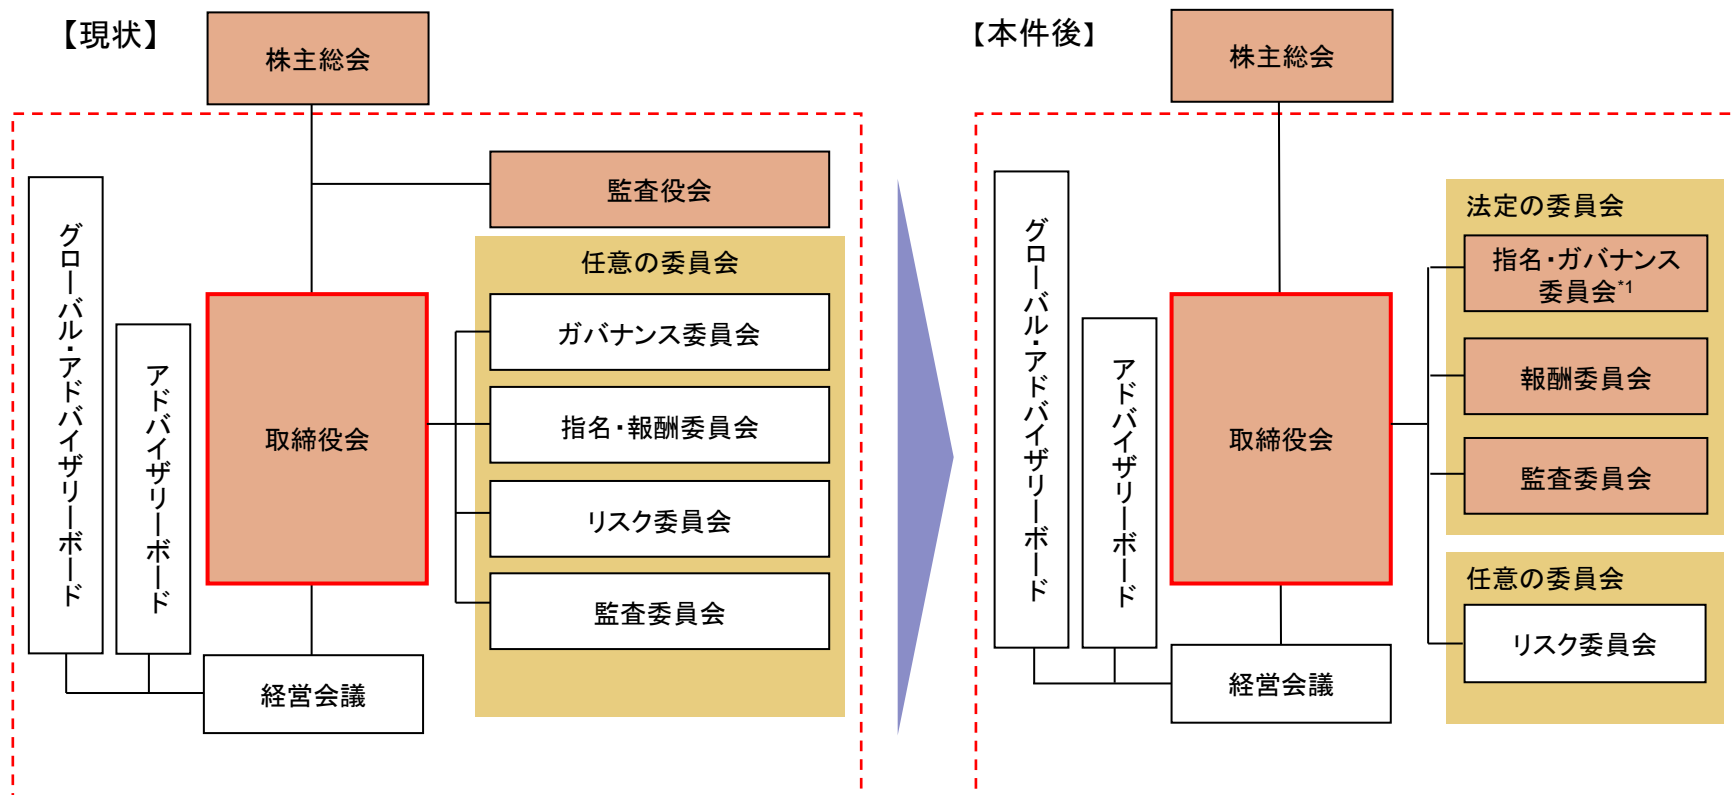 【現状】
株主総会
監査役会
任意の委員会
ガバナンス委員会
指名・報酬委員会
リスク委員会
監査委員会
グローバル・アドバイザリーボード
アドバイザリーボード
取締役会
経営会議
【本件後】
株主総会
グローバル・アドバイザリーボード
アドバイザリーボード
取締役会
経営会議
法定の委員会
指名・ガバナンス
委員会*1
報酬委員会
監査委員会
任意の委員会
リスク委員会